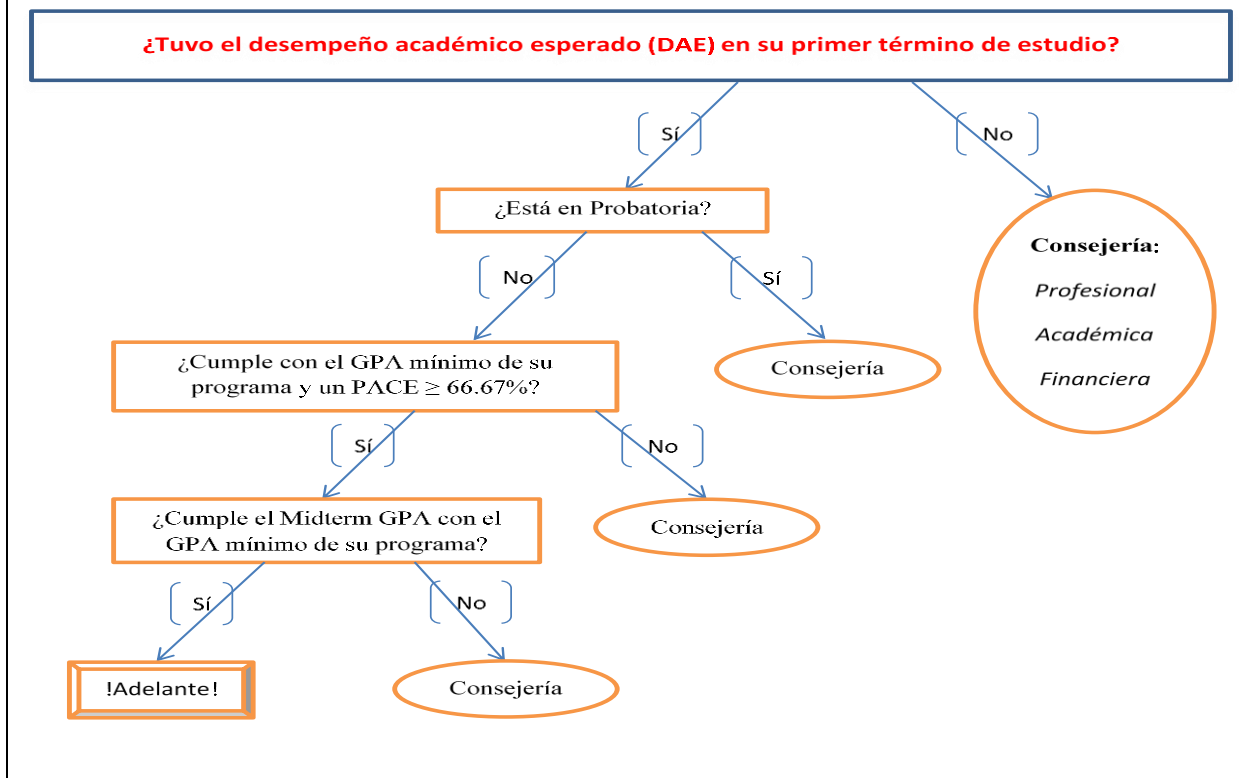 ¿Tuvo el desempeño académico esperado (DAE) en su primer término de estudio?
Sí
No
¿Está en Probatoria?
Consejería:
Profesional
Académica
Financiera
No
Sí
¿Cumple con el GPA mínimo de su
programa y un PACE ≥ 66.67%?
Consejería
Sí
No
¿Cumple el Midterm GPA con el
GPA mínimo de su programa?
Consejería
Sí
No
!Adelante!
Consejería